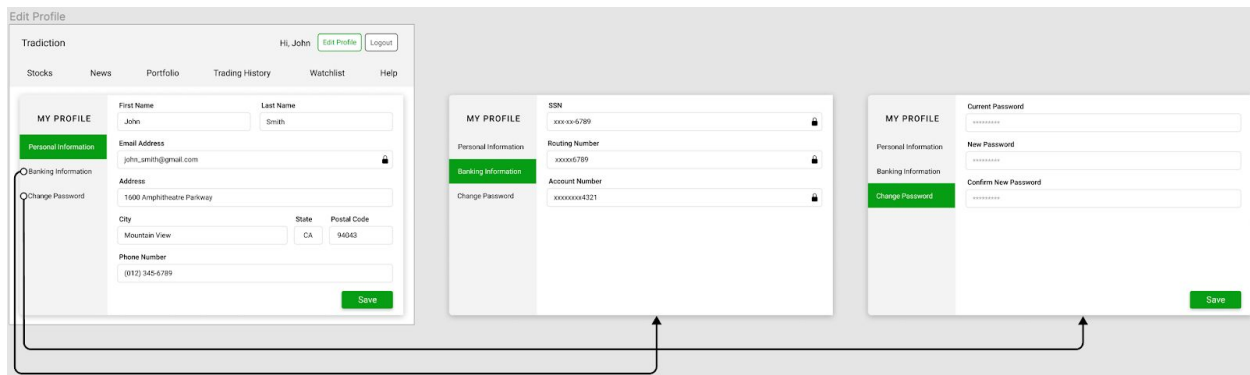 Edit Profile
Tradiction
Hi, John Edit Profile Logout
Stocks News Portfolio Trading History Watchlist Help
MY PROFILE
Personal Information
Banking Information
Change Password
First Name Last Name
John Smith
Email Address
john_smith@gmail.com
Address
1600 Amphitheatre Parkway
City State Postal Code
Mountain View CA 94043
Phone Number
(012) 345-6789
Save
MY PROFILE
Personal Information
Banking Information
Change Password
SSN
xxx-xx-6789
Routing Number
xxxxx6789
Account Number
xxxxxxxx4321
MY PROFILE
Personal Information
Banking Information
Change Password
Current Password
*********
New Password
*********
Confirm New Password
*********
Save